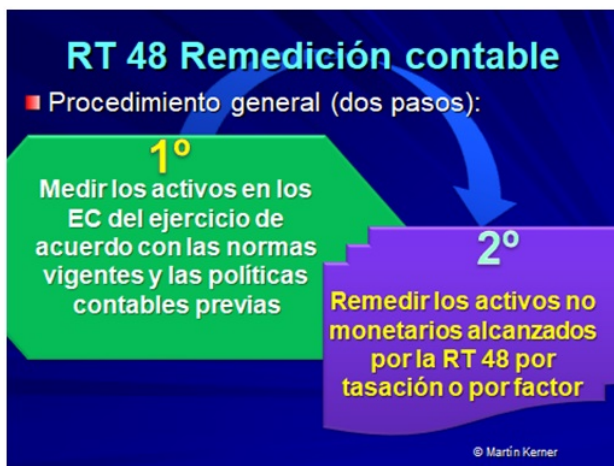 RT 48 Remedición contable
Procedimiento general (dos pasos):
1º
Medir los activos en los
EC del ejercicio de
acuerdo con las normas
vigentes y las políticas
contables previas
2º
Remedir los activos no
monetarios alcanzados
por la RT 48 por
tasación o por factor
© Martín Kerner